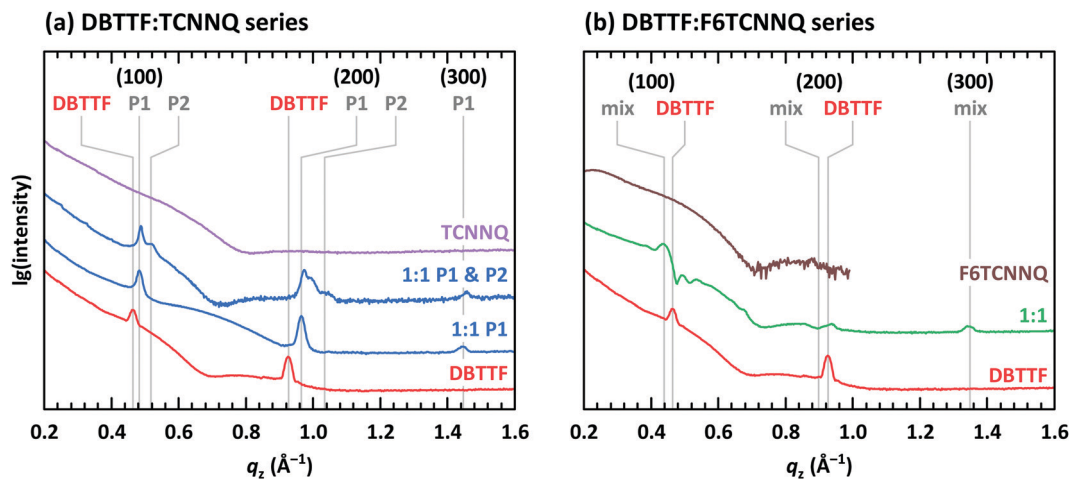 (a) DBTTF:TCNNQ series
(100) (200) (300)
DBTTF P1 P2 DBTTF P1 P2 P1
TCNNQ
1:1 P1 & P2
1:1 P1
DBTTF
lg(intensity)
0.2 0.4 0.6 0.8 1.0 1.2 1.4 1.6
qz (Å⁻¹)
(b) DBTTF:F6TCNNQ series
(100) (200) (300)
mix DBTTF mix DBTTF mix
F6TCNNQ
1:1
DBTTF
0.2 0.4 0.6 0.8 1.0 1.2 1.4 1.6
qz (Å⁻¹)